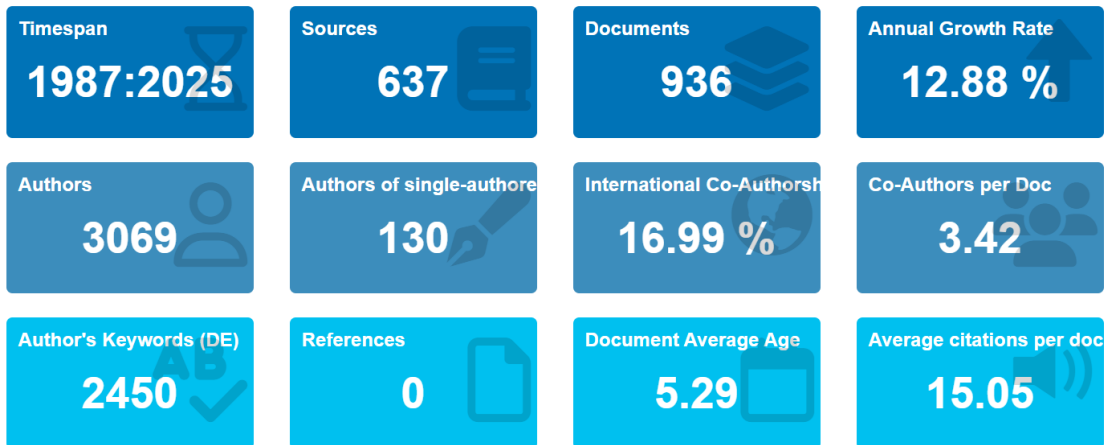 Timespan
1987:2025
Sources
637
Documents
936
Annual Growth Rate
12.88 %
Authors
3069
Authors of single-authore
130
International Co-Authorsh
16.99 %
Co-Authors per Doc
3.42
Author's Keywords (DE)
2450
References
0
Document Average Age
5.29
Average citations per doc
15.05
AB